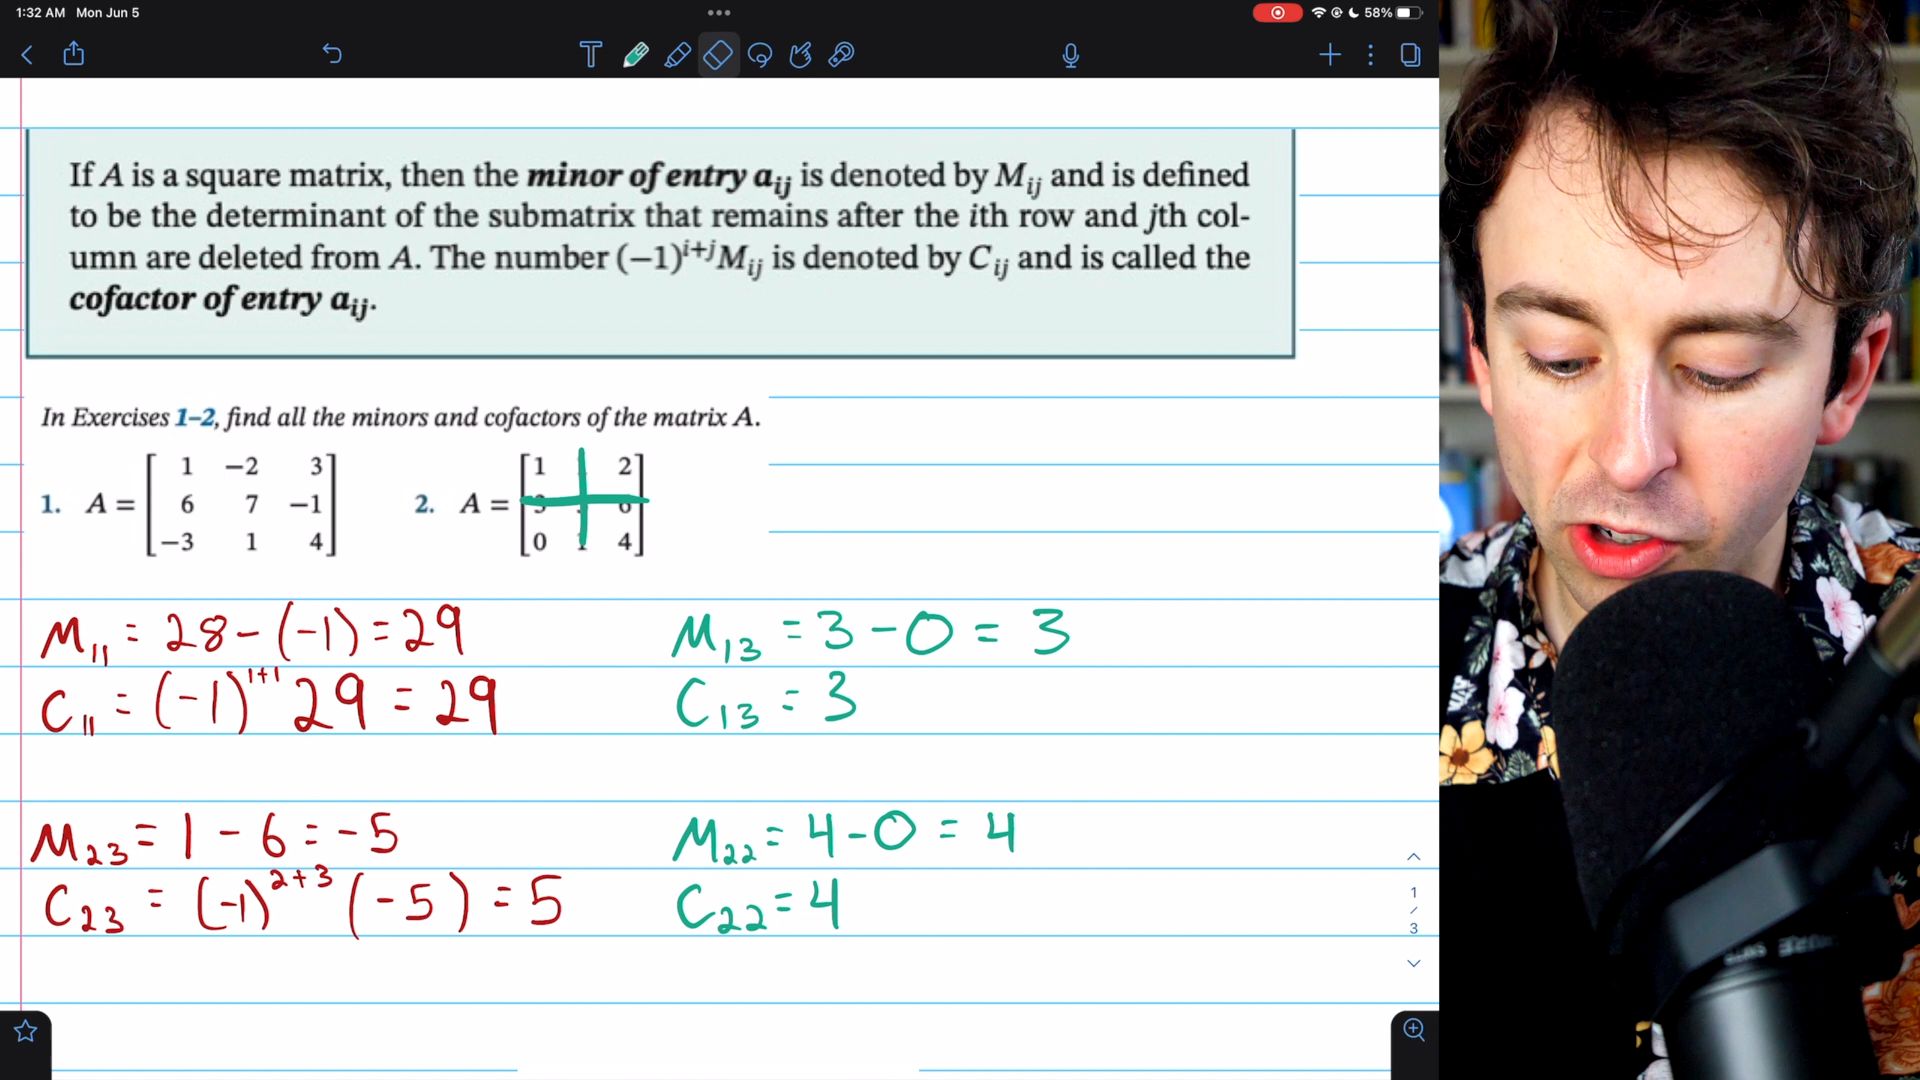 1:32 AM Mon Jun 5
58%
If A is a square matrix, then the minor of entry aij is denoted by Mij and is defined
to be the determinant of the submatrix that remains after the ith row and jth col-
umn are deleted from A. The number (−1)^{i+j}Mij is denoted by Cij and is called the
cofactor of entry aij.
In Exercises 1–2, find all the minors and cofactors of the matrix A.
1. A = [1 −2 3
6 7 −1
−3 1 4]
2. A = [1 2
0 4]
M11 = 28 - (-1) = 29
C11 = (-1)^{1+1} 29 = 29
M13 = 3 - 0 = 3
C13 = 3
M23 = 1 - 6 = -5
C23 = (-1)^{2+3} (-5) = 5
M22 = 4 - 0 = 4
C22 = 4
1
/
3